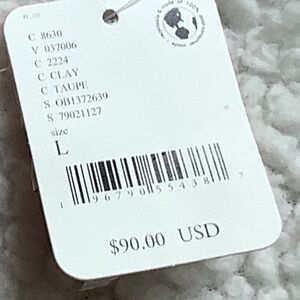 C 8630
V 037006
C 2224
C CLAY
C TAUPE
S OB1372639
S 79021127
size
L
1 96790 55438 7
$90.00 USD